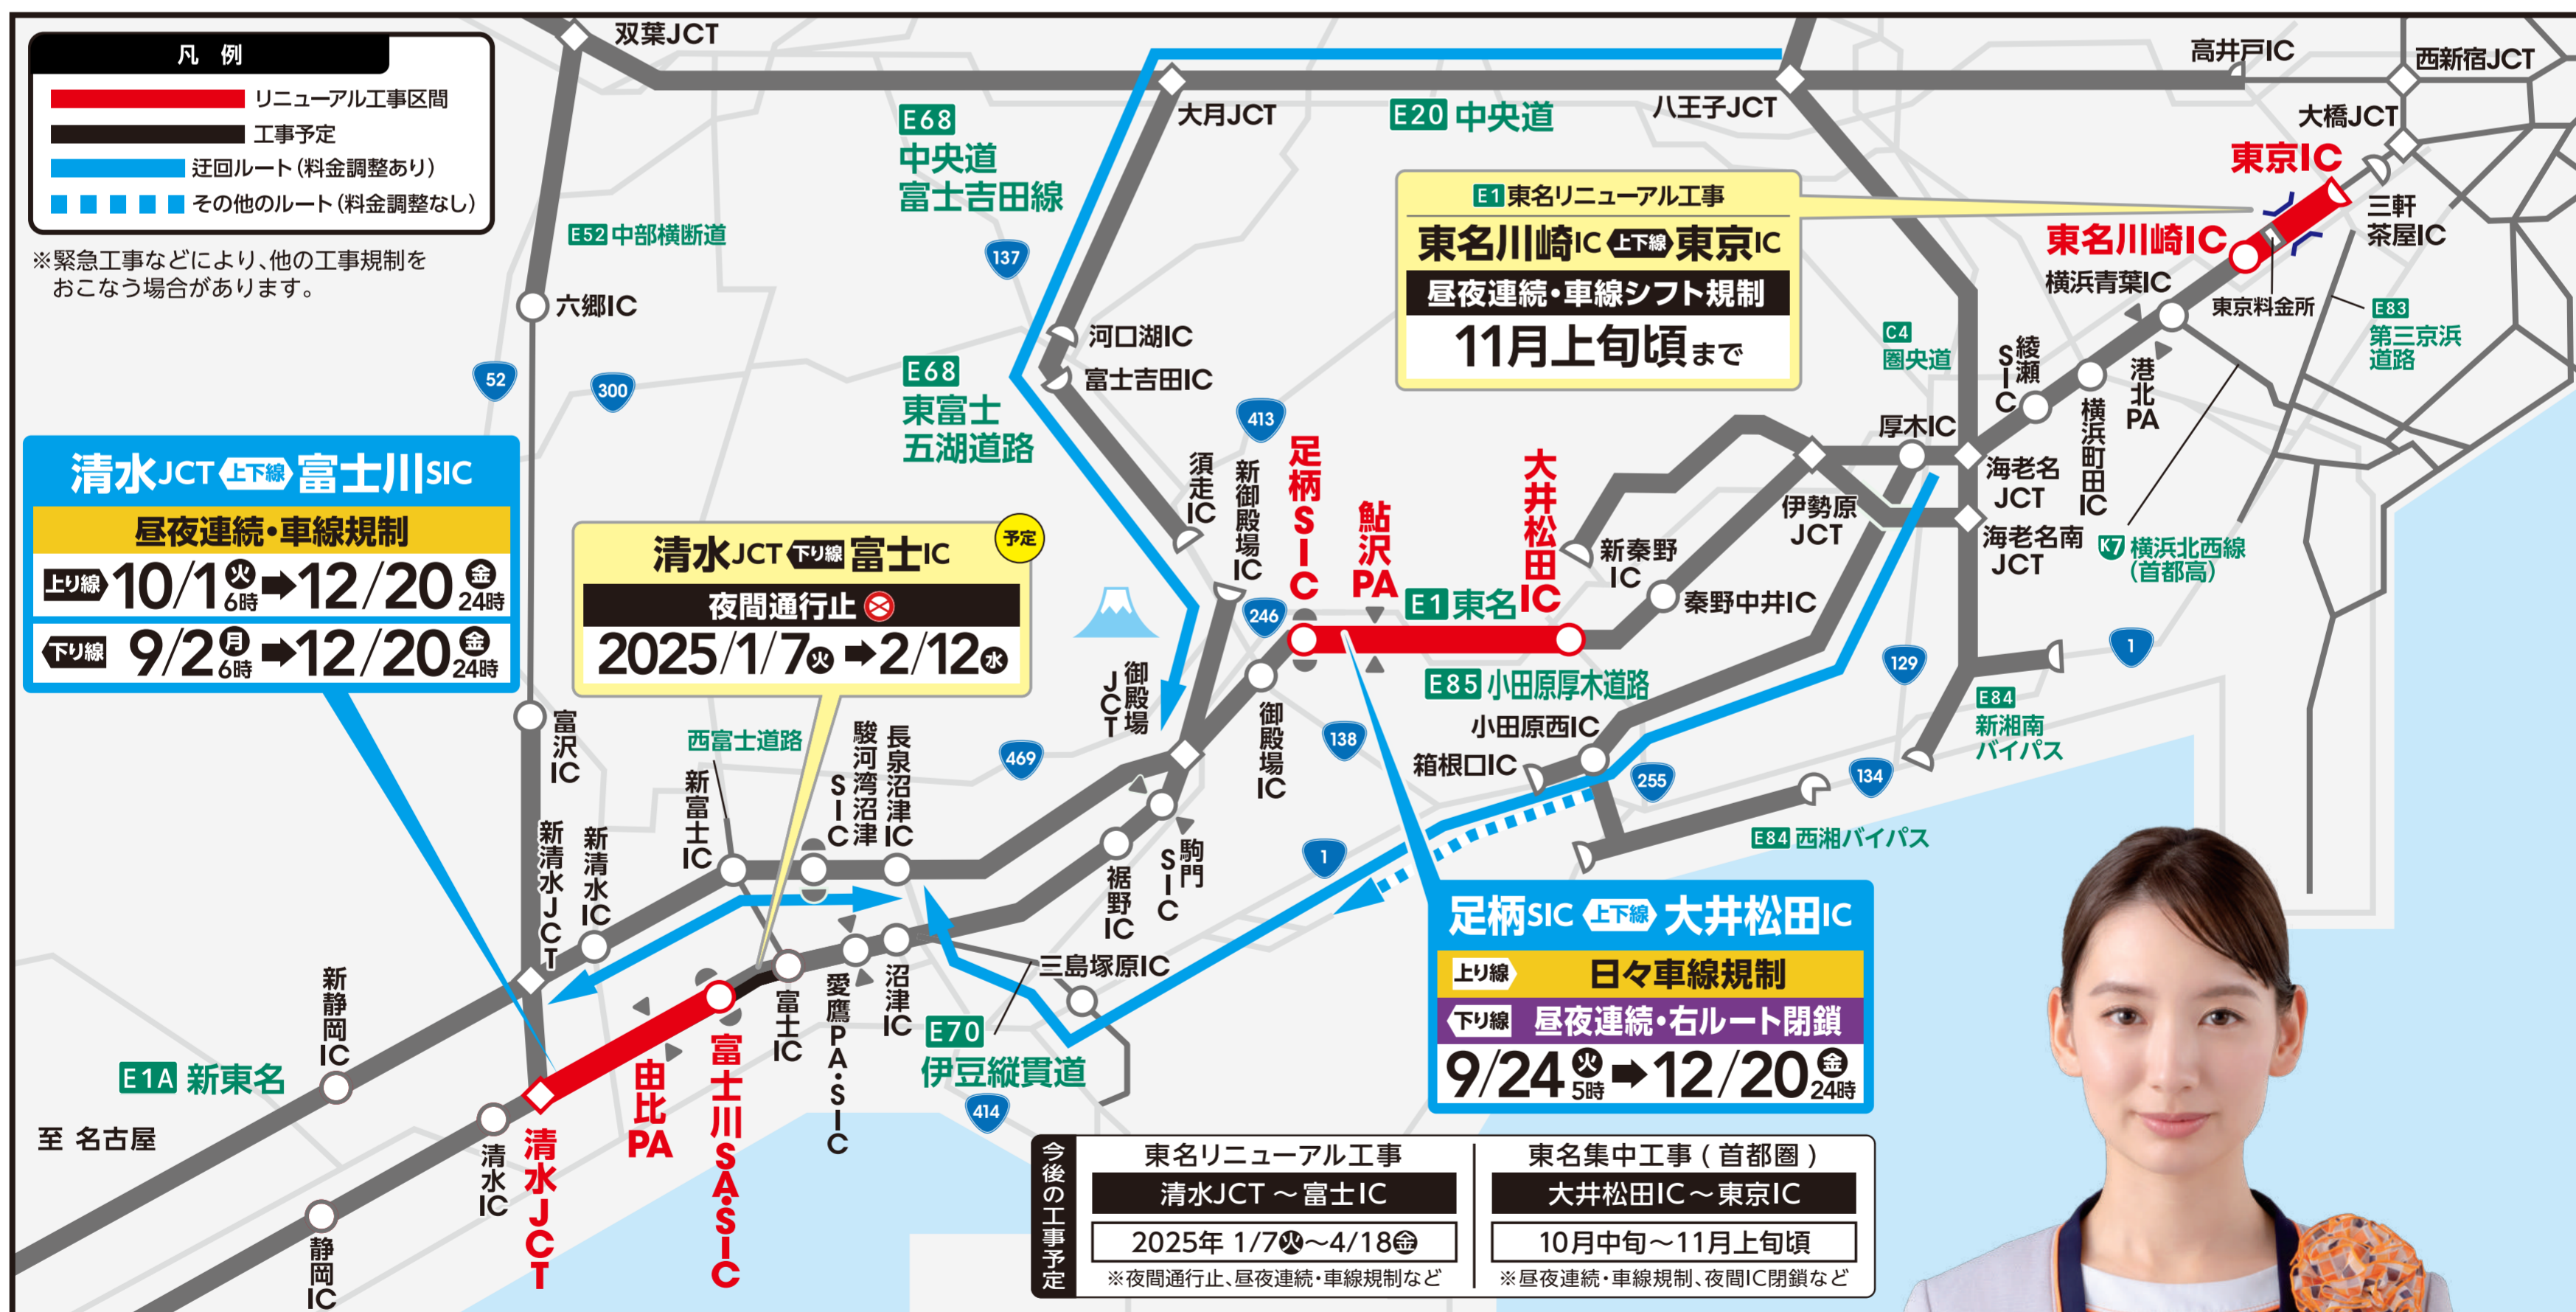 凡 例
リニューアル工事区間
工事予定
迂回ルート(料金調整あり)
その他のルート(料金調整なし)
※緊急工事などにより、他の工事規制を
おこなう場合があります。
双葉JCT
E68
中央道
富士吉田線
大月JCT
E20 中央道
八王子JCT
高井戸IC
西新宿JCT
大橋JCT
東京IC
三軒
茶屋IC
東名川崎IC
横浜青葉IC
東京料金所
E83
第三京浜
道路
E1東名リニューアル工事
東名川崎IC 上下線 東京IC
昼夜連続・車線シフト規制
11月上旬頃まで
E52 中部横断道
六郷IC
52
300
137
河口湖IC
富士吉田IC
E68
東富士
五湖道路
413
C4
圏央道
綾瀬SIC
横浜町田IC
港北PA
厚木IC
海老名
JCT
伊勢原
JCT
海老名南
JCT
K7 横浜北西線
(首都高)
清水JCT 上下線 富士川SIC
昼夜連続・車線規制
上り線 10/1火6時➡12/20金24時
下り線 9/2月6時➡12/20金24時
予定
清水JCT 下り線 富士IC
夜間通行止
2025/1/7火➡2/12水
須走IC
新御殿場IC
足柄SIC
鮎沢PA
大井松田IC
E1 東名
新秦野
IC
秦野中井IC
246
御殿場JCT
御殿場IC
138
E85 小田原厚木道路
小田原西IC
箱根口IC
255
129
1
E84
新湘南
バイパス
134
E84 西湘バイパス
富沢IC
西富士道路
新富士IC
駿河湾沼津SIC
長泉沼津IC
469
駒門SIC
裾野IC
1
新清水JCT
新清水IC
三島塚原IC
E70
伊豆縦貫道
414
富士IC
愛鷹PA・SIC
沼津IC
新静岡IC
E1A 新東名
至 名古屋
由比PA
富士川SA・SIC
清水IC
清水JCT
静岡IC
足柄SIC 上下線 大井松田IC
上り線 日々車線規制
下り線 昼夜連続・右ルート閉鎖
9/24火5時➡12/20金24時
今後の工事予定
東名リニューアル工事
清水JCT～富士IC
2025年 1/7火～4/18金
※夜間通行止、昼夜連続・車線規制など
東名集中工事(首都圏)
大井松田IC～東京IC
10月中旬～11月上旬頃
※昼夜連続・車線規制、夜間IC閉鎖など